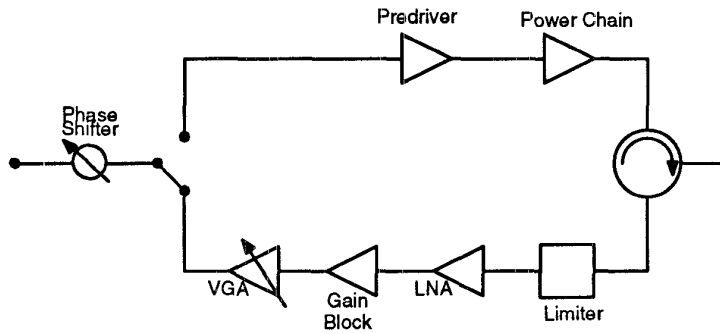 Predriver
Power Chain
Phase
Shifter
VGA
Gain
Block
LNA
Limiter